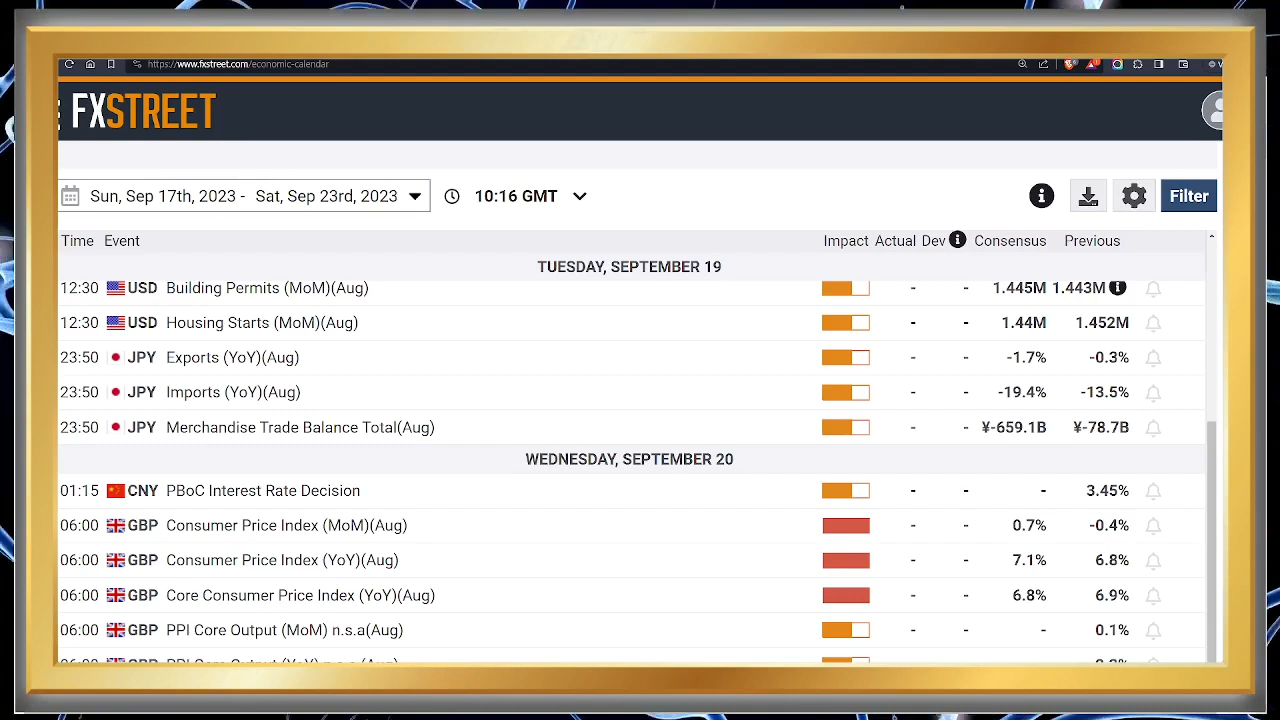 https://www.fxstreet.com/economic-calendar
FXSTREET
Sun, Sep 17th, 2023 - Sat, Sep 23rd, 2023 10:16 GMT Filter
Time Event Impact Actual Dev Consensus Previous
TUESDAY, SEPTEMBER 19
12:30 USD Building Permits (MoM)(Aug) - - 1.445M 1.443M
12:30 USD Housing Starts (MoM)(Aug) - - 1.44M 1.452M
23:50 JPY Exports (YoY)(Aug) - - -1.7% -0.3%
23:50 JPY Imports (YoY)(Aug) - - -19.4% -13.5%
23:50 JPY Merchandise Trade Balance Total(Aug) - - ¥-659.1B ¥-78.7B
WEDNESDAY, SEPTEMBER 20
01:15 CNY PBoC Interest Rate Decision - - - 3.45%
06:00 GBP Consumer Price Index (MoM)(Aug) - - 0.7% -0.4%
06:00 GBP Consumer Price Index (YoY)(Aug) - - 7.1% 6.8%
06:00 GBP Core Consumer Price Index (YoY)(Aug) - - 6.8% 6.9%
06:00 GBP PPI Core Output (MoM) n.s.a(Aug) - - - 0.1%